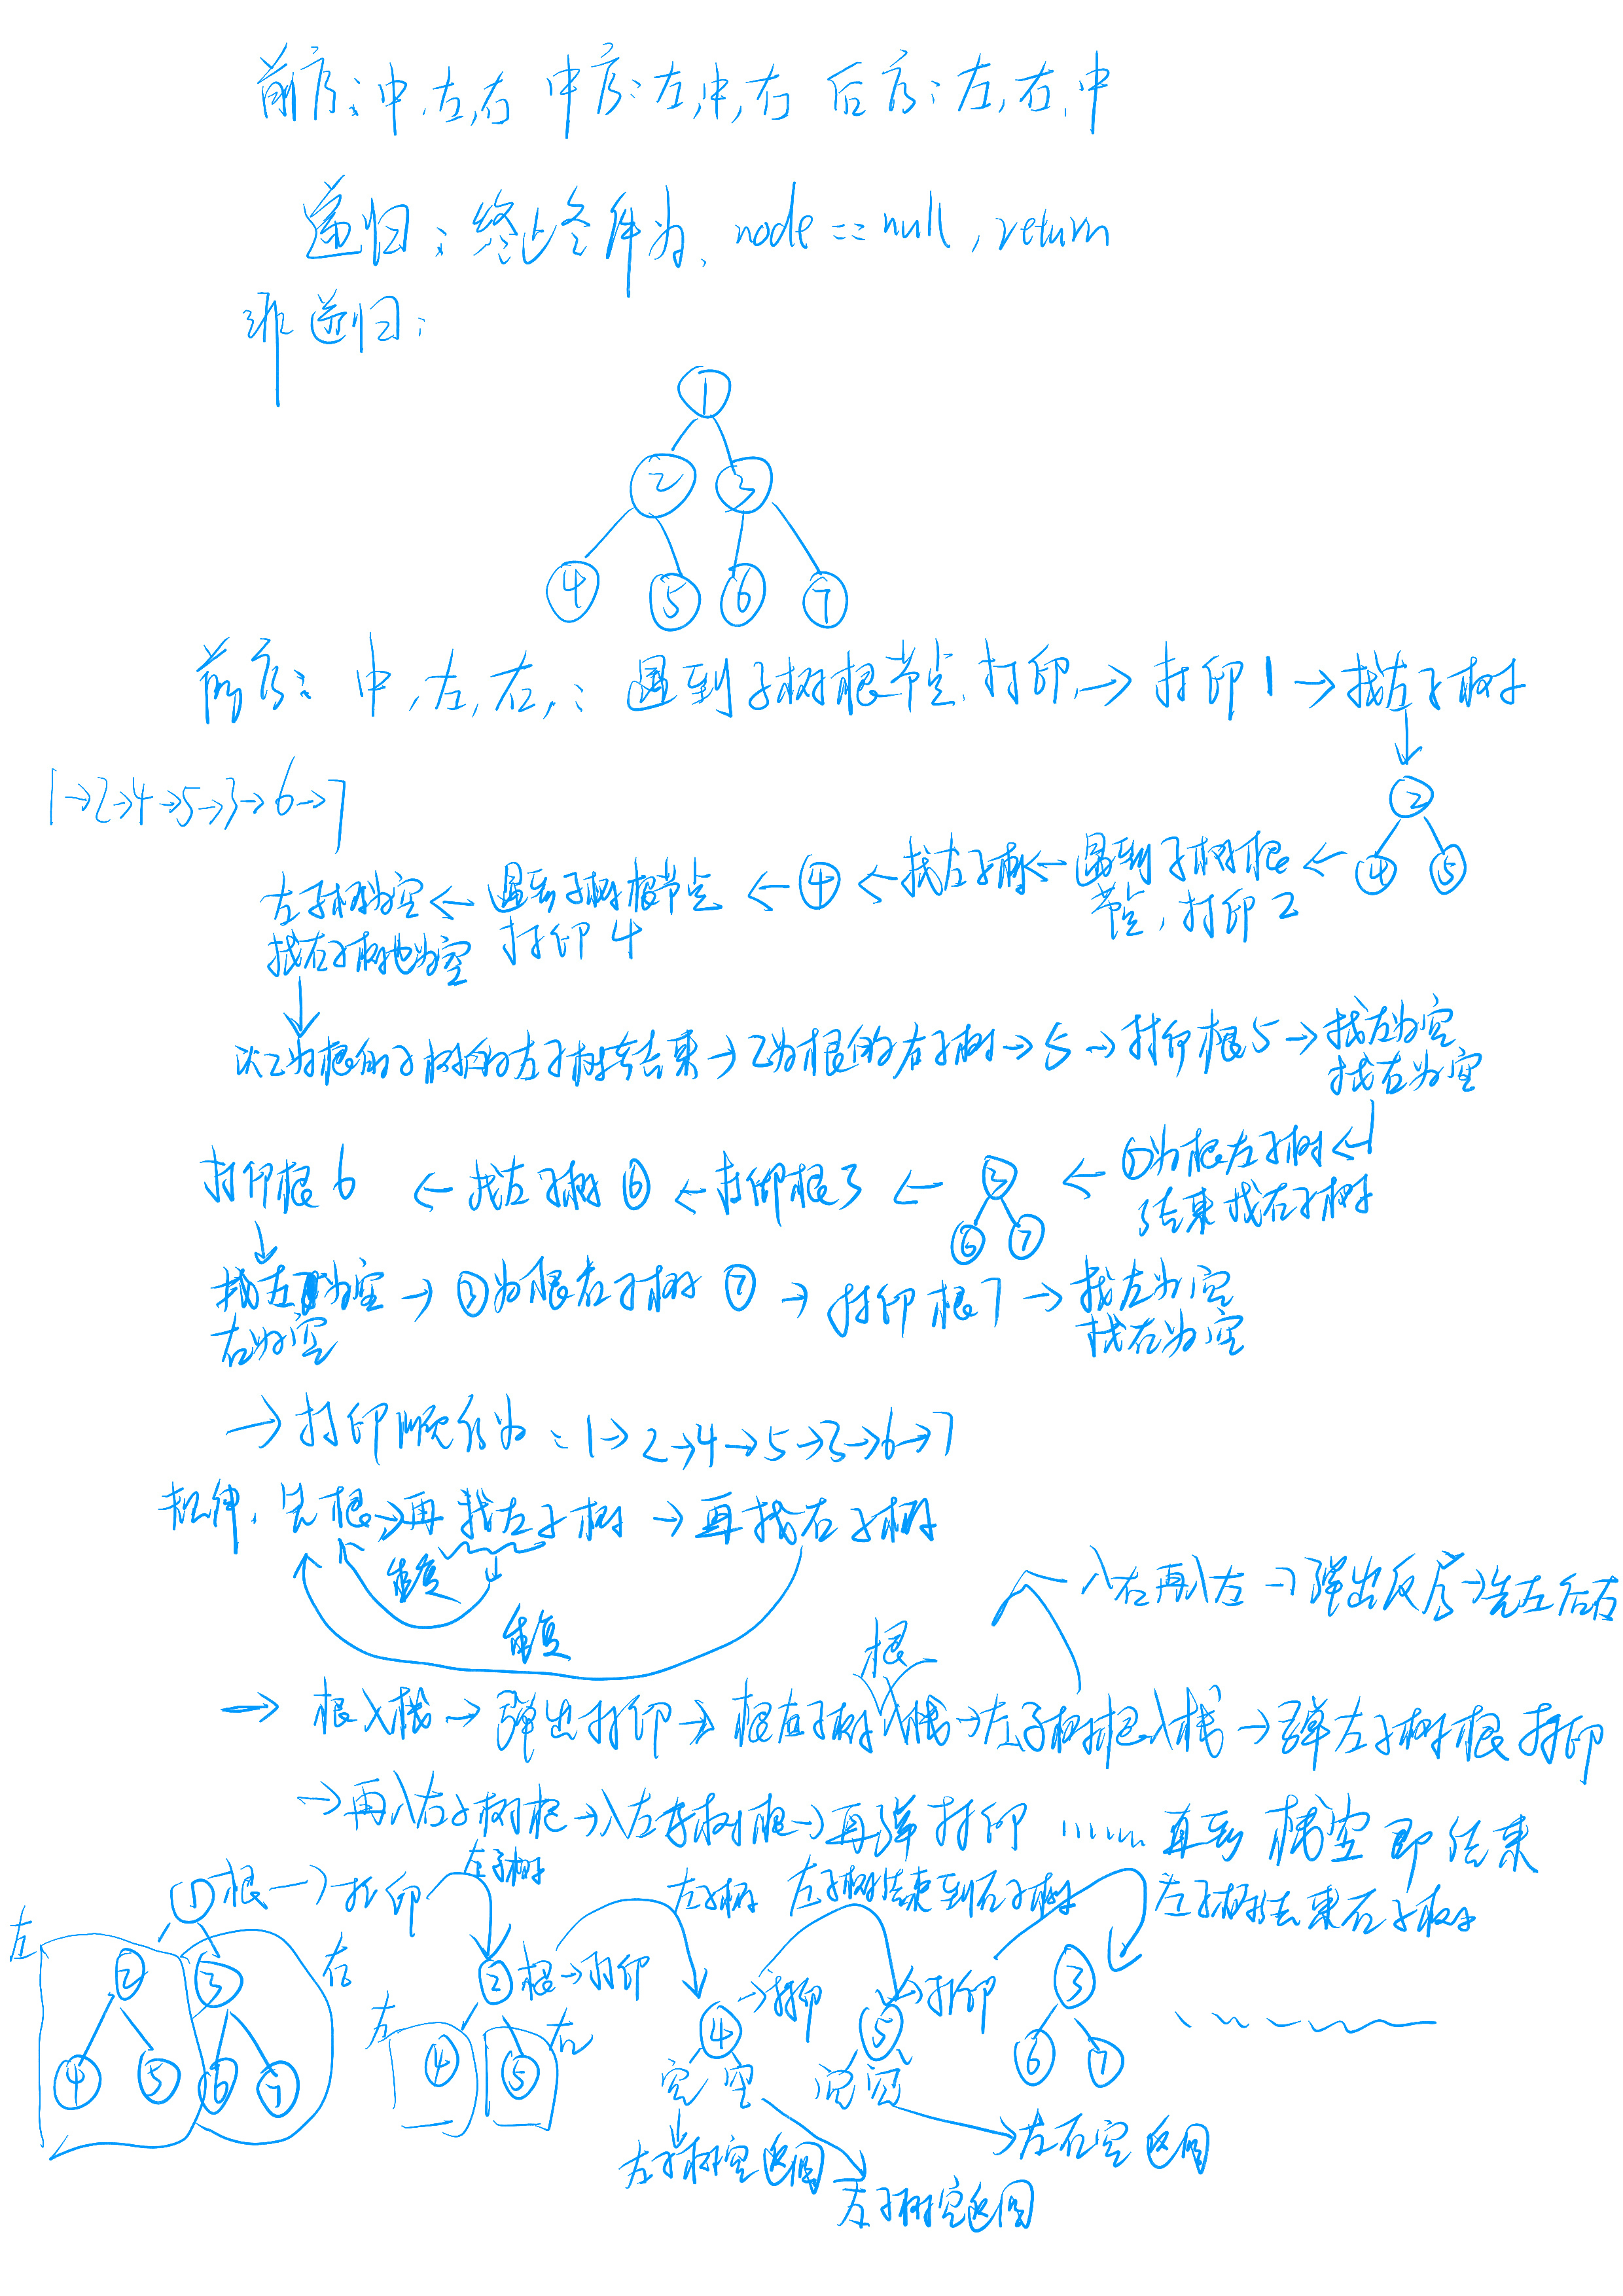 前序:中,左,右 中序:左,中,右 后序:左,右,中
递归:终止条件为, node == null, return
非递归:
1
2 3
4 5 6 7
前序: 中,左,右,: 遇到子树根节点,打印, → 打印1 → 找左子树
1→2→4→5→3→6→7
2
4 5
← 遇到子树根节点,打印2
← 找左子树
← ④
← 遇到子树根节点 打印4
← 左子树为空 找右子树也为空
以2为根的子树的左子树结束 → 2为根的右子树 → 5 → 打印根5 → 找左为空 找右为空
①为根左子树 结束 找右子树
←
3
6 7
← 打印根3 ← 找左子树⑥ ← 打印根6
找左为空 右为空 → ③为根右子树 ⑦ → 打印根7 → 找左为空 找右为空
→ 打印顺序为: 1→2→4→5→3→6→7
规律, 先根→再找左子树 → 再找右子树
重复
重复
入右再入左 → 弹出反序 → 先左后右
根
→ 根入栈 → 弹出打印 → 根右子树入栈 → 左子树根入栈 → 弹左子树根打印
→ 再入右子树根 → 入左子树根 → 再弹打印 ...... 直到栈空即结束
① 根 → 打印 左子树 左子树 左子树结束到右子树 左子树结束右子树
左 2 3 右
4 5 6 7
② 根→打印
左 4 5 右
④ → 打印
空 空
⑤ → 打印
空 空
3
6 7
左子树空返回
右子树空返回
左右空返回